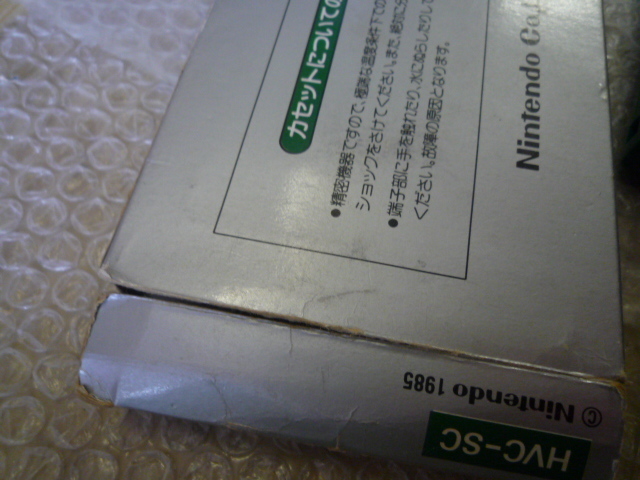 カセットについての
●精密機器ですので、極端な温度条件下での
ショックをさけてください。また、絶対に分
●端子部に手を触れたり、水にぬらしたりして
ください。故障の原因となります。
Nintendo Co.,
© Nintendo 1985
HVC-SC